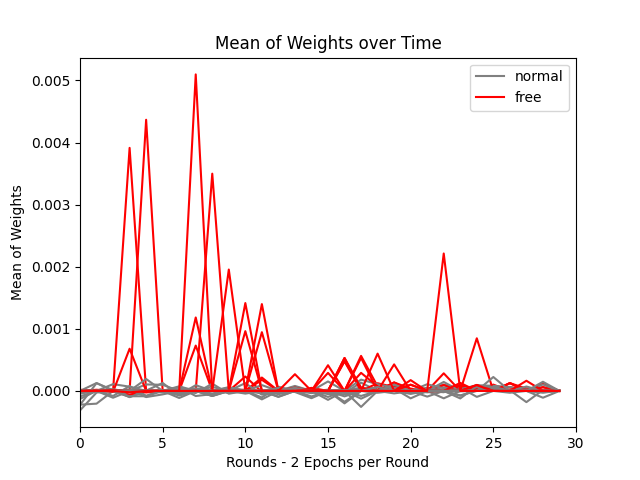 Mean of Weights over Time
normal
free
Mean of Weights
0.005
0.004
0.003
0.002
0.001
0.000
0 5 10 15 20 25 30
Rounds - 2 Epochs per Round